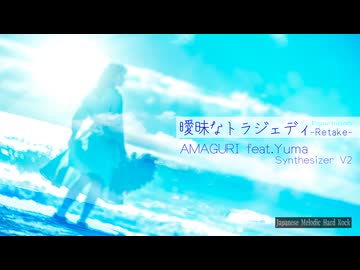 曖昧なトラジェディ-Retake-
AMAGURI feat.Yuma
Synthesizer V2
Japanese Melodic Hard Rock